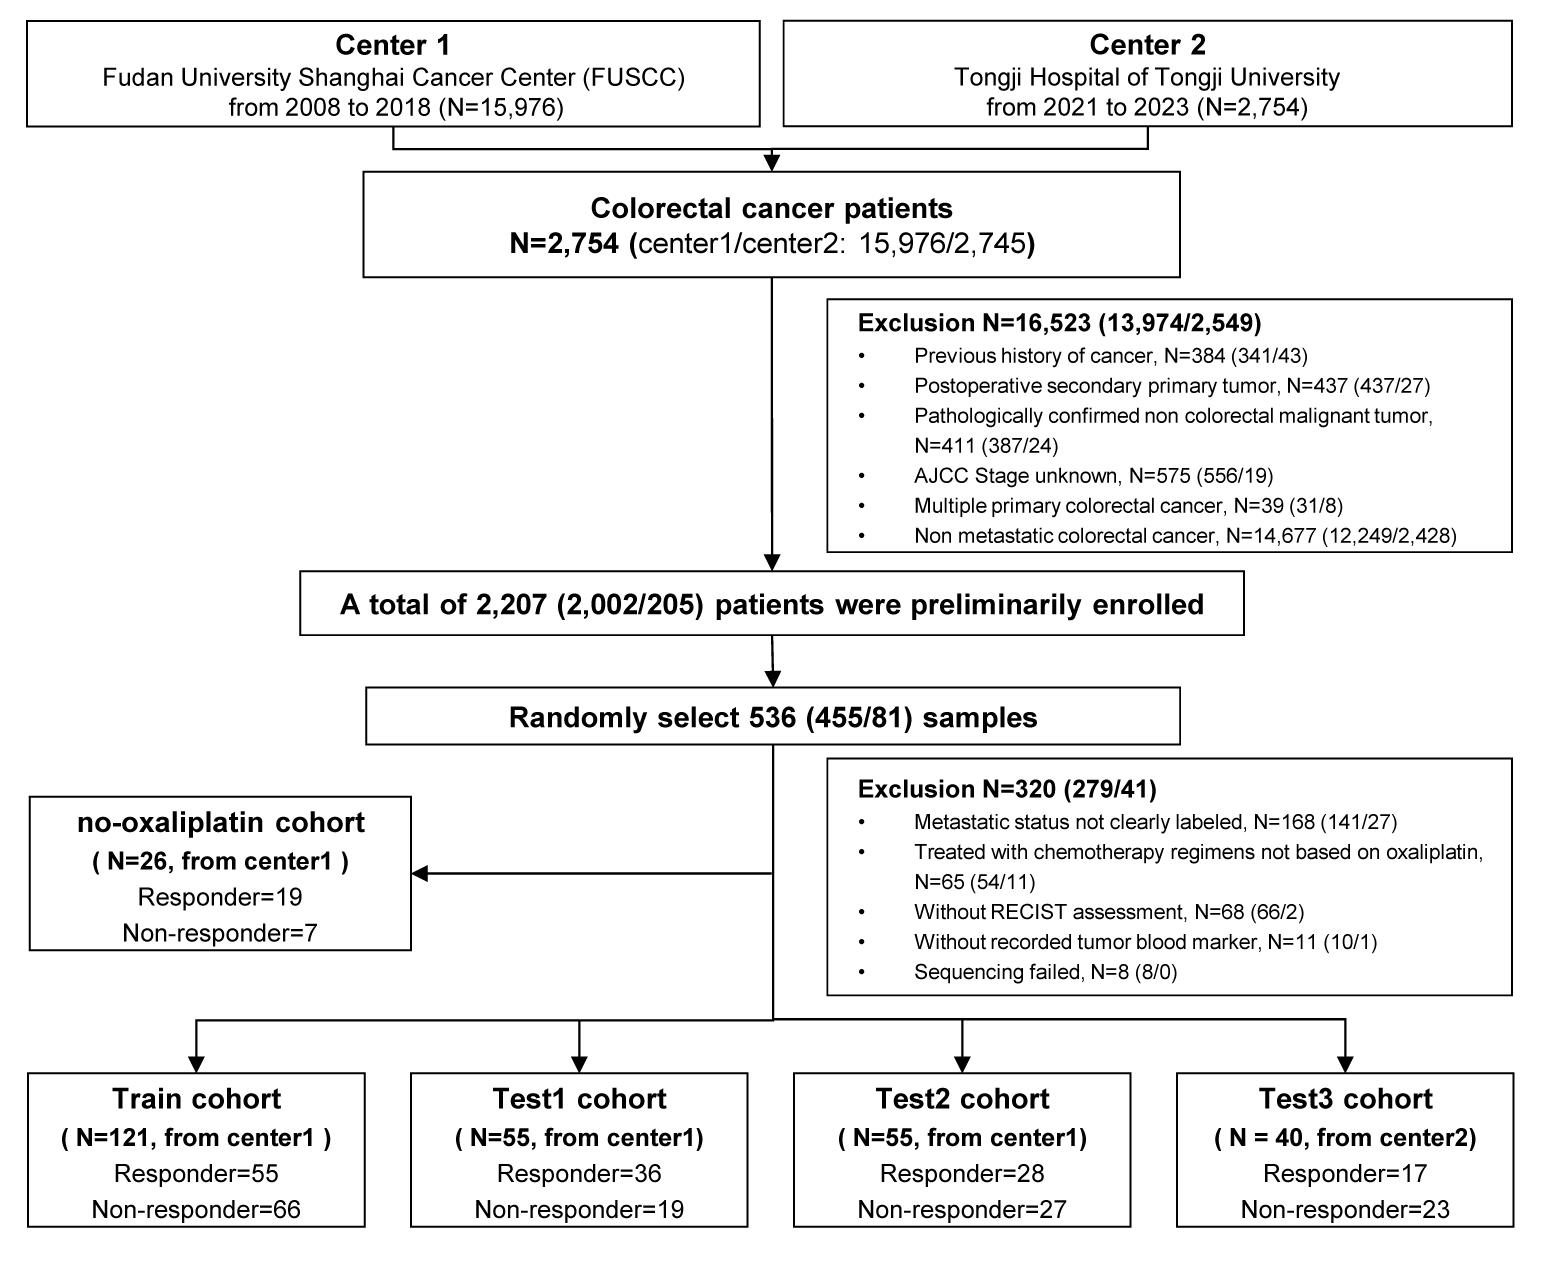 Center 1
Fudan University Shanghai Cancer Center (FUSCC)
from 2008 to 2018 (N=15,976)
Center 2
Tongji Hospital of Tongji University
from 2021 to 2023 (N=2,754)
Colorectal cancer patients
N=2,754 (center1/center2: 15,976/2,745)
Exclusion N=16,523 (13,974/2,549)
• Previous history of cancer, N=384 (341/43)
• Postoperative secondary primary tumor, N=437 (437/27)
• Pathologically confirmed non colorectal malignant tumor,
N=411 (387/24)
• AJCC Stage unknown, N=575 (556/19)
• Multiple primary colorectal cancer, N=39 (31/8)
• Non metastatic colorectal cancer, N=14,677 (12,249/2,428)
A total of 2,207 (2,002/205) patients were preliminarily enrolled
Randomly select 536 (455/81) samples
Exclusion N=320 (279/41)
• Metastatic status not clearly labeled, N=168 (141/27)
• Treated with chemotherapy regimens not based on oxaliplatin,
N=65 (54/11)
• Without RECIST assessment, N=68 (66/2)
• Without recorded tumor blood marker, N=11 (10/1)
• Sequencing failed, N=8 (8/0)
no-oxaliplatin cohort
( N=26, from center1 )
Responder=19
Non-responder=7
Train cohort
( N=121, from center1 )
Responder=55
Non-responder=66
Test1 cohort
( N=55, from center1)
Responder=36
Non-responder=19
Test2 cohort
( N=55, from center1)
Responder=28
Non-responder=27
Test3 cohort
( N = 40, from center2)
Responder=17
Non-responder=23